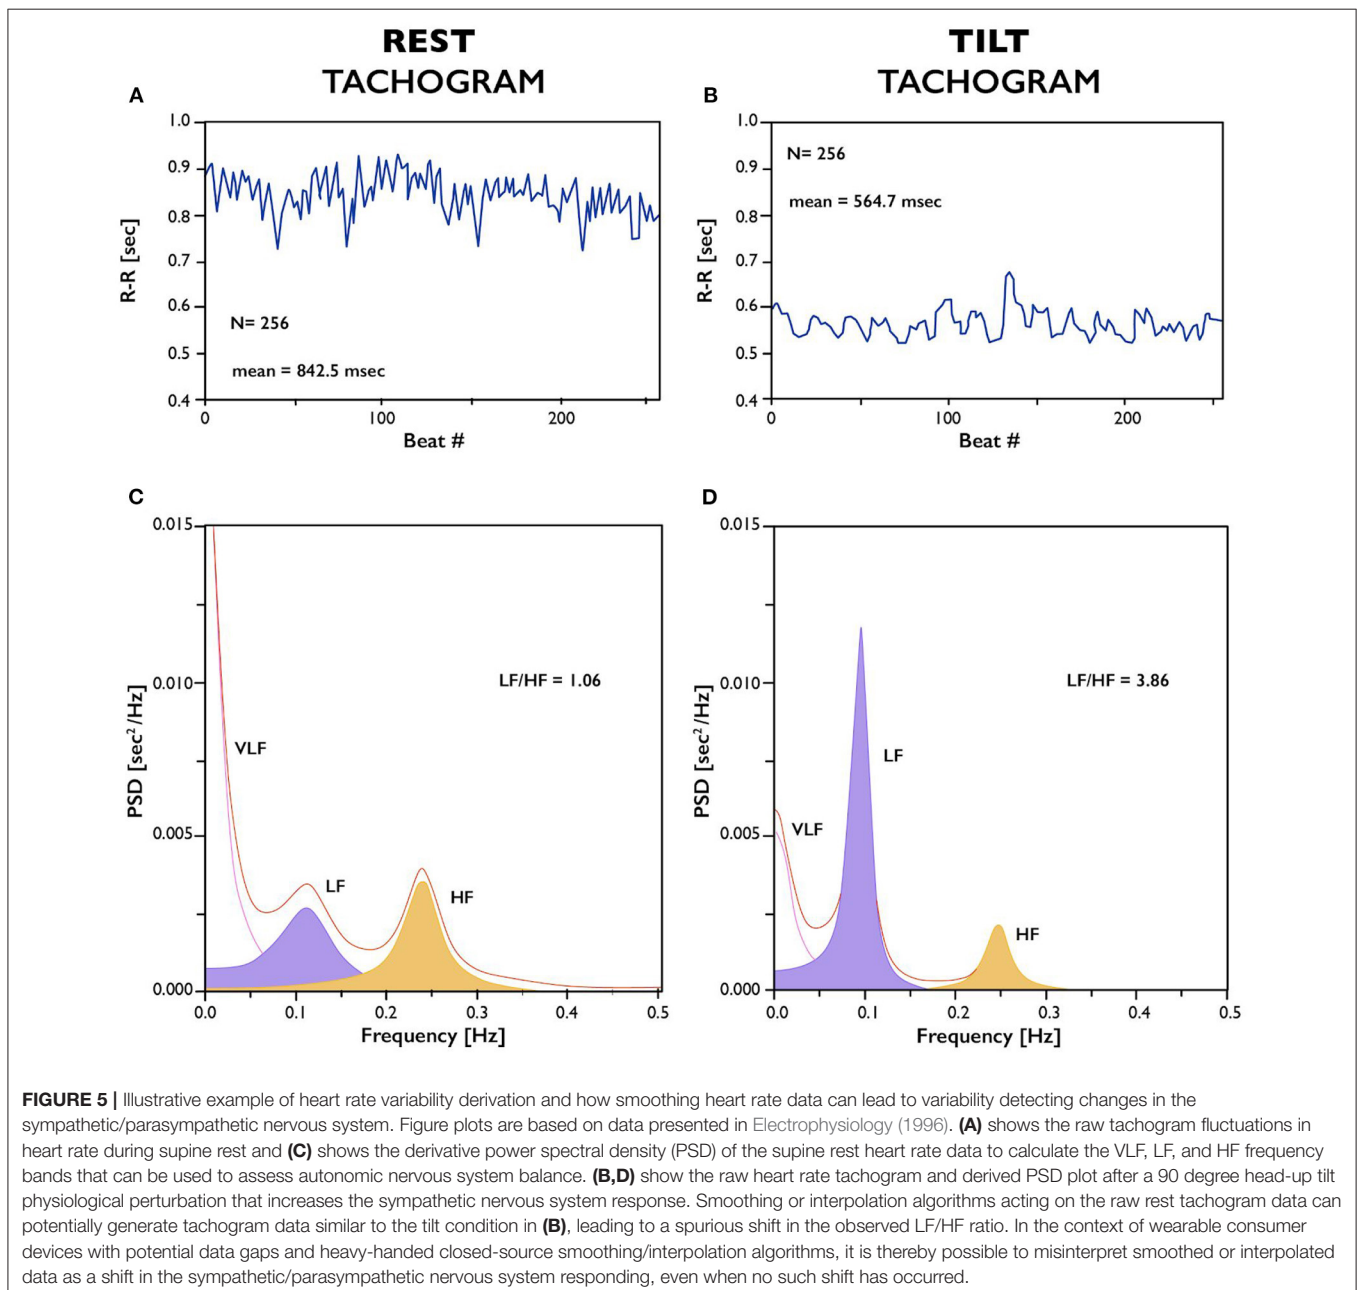 REST
TACHOGRAM
TILT
TACHOGRAM
A
1.0
0.9
0.8
0.7
0.6
0.5
0.4
R-R [sec]
N= 256
mean = 842.5 msec
0
100
200
Beat #
B
1.0
0.9
0.8
0.7
0.6
0.5
0.4
R-R [sec]
N= 256
mean = 564.7 msec
0
100
200
Beat #
C
0.015
0.010
0.005
0.000
PSD [sec²/Hz]
LF/HF = 1.06
VLF
LF
HF
0.0
0.1
0.2
0.3
0.4
0.5
Frequency [Hz]
D
0.015
0.010
0.005
0.000
PSD [sec²/Hz]
LF/HF = 3.86
LF
VLF
HF
0.0
0.1
0.2
0.3
0.4
0.5
Frequency [Hz]
FIGURE 5 | Illustrative example of heart rate variability derivation and how smoothing heart rate data can lead to variability detecting changes in the
sympathetic/parasympathetic nervous system. Figure plots are based on data presented in Electrophysiology (1996). (A) shows the raw tachogram fluctuations in
heart rate during supine rest and (C) shows the derivative power spectral density (PSD) of the supine rest heart rate data to calculate the VLF, LF, and HF frequency
bands that can be used to assess autonomic nervous system balance. (B,D) show the raw heart rate tachogram and derived PSD plot after a 90 degree head-up tilt
physiological perturbation that increases the sympathetic nervous system response. Smoothing or interpolation algorithms acting on the raw rest tachogram data can
potentially generate tachogram data similar to the tilt condition in (B), leading to a spurious shift in the observed LF/HF ratio. In the context of wearable consumer
devices with potential data gaps and heavy-handed closed-source smoothing/interpolation algorithms, it is thereby possible to misinterpret smoothed or interpolated
data as a shift in the sympathetic/parasympathetic nervous system responding, even when no such shift has occurred.